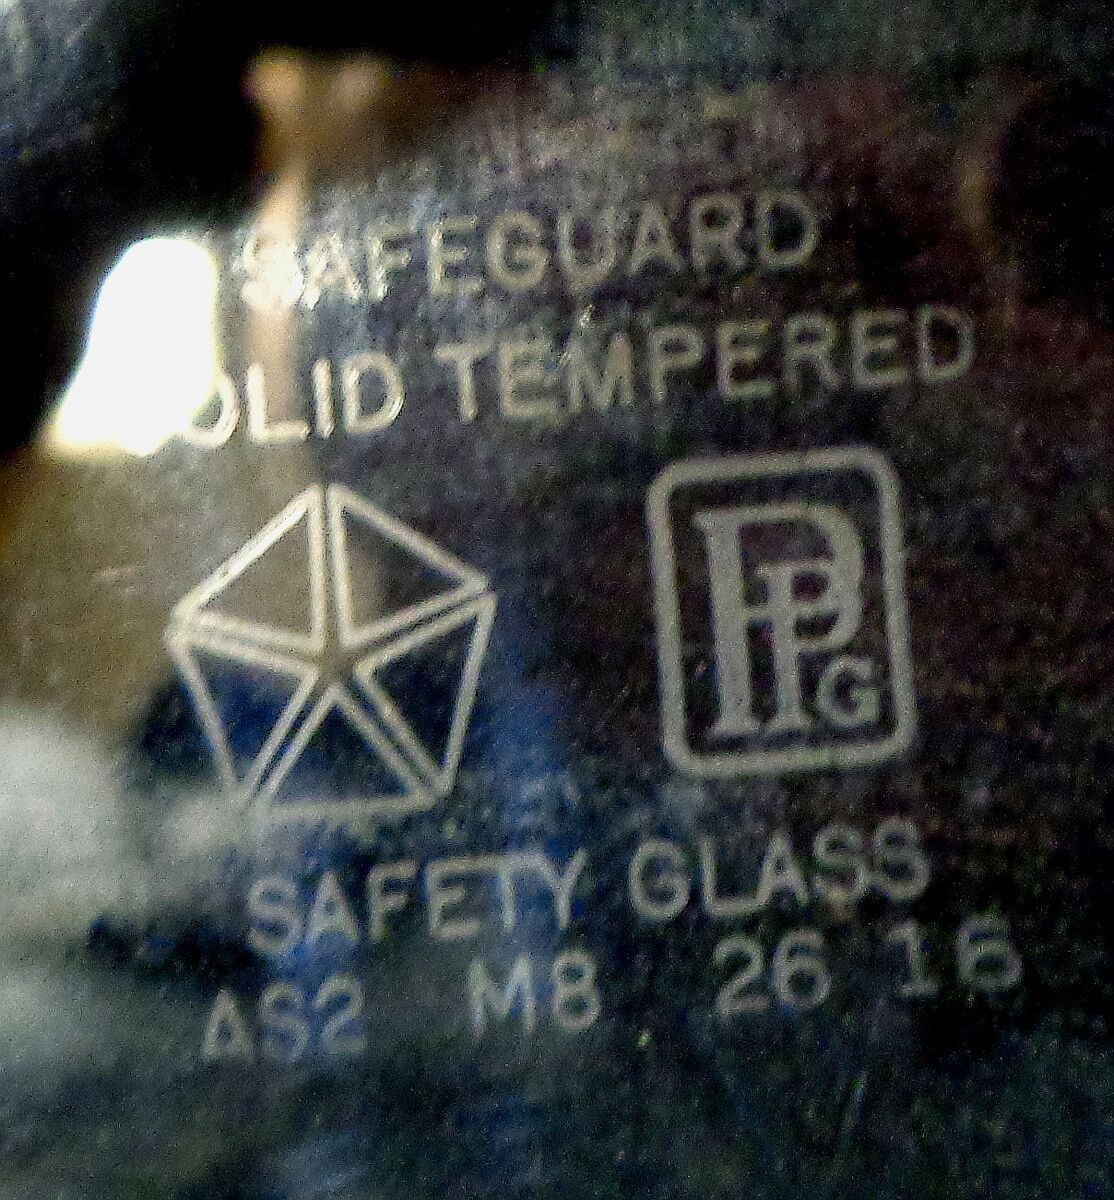 SAFEGUARD
SOLID TEMPERED
PPG
SAFETY GLASS
AS2 M8 26 16